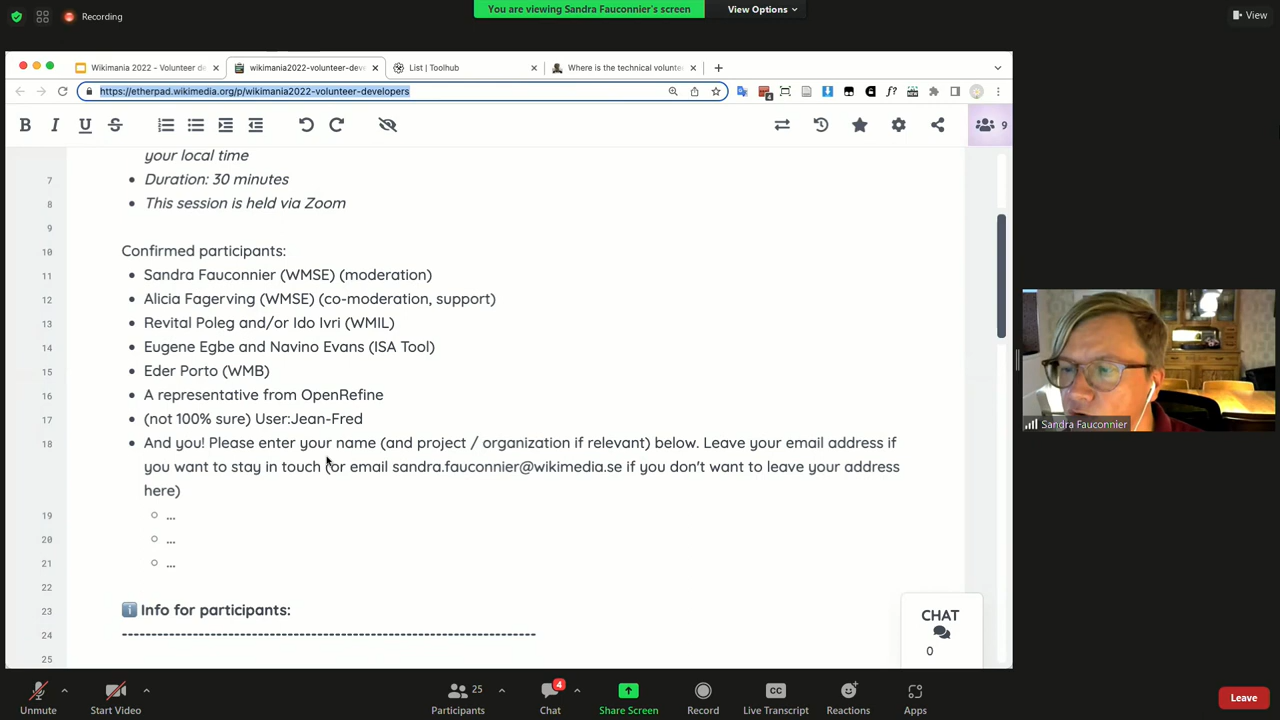 You are viewing Sandra Fauconnier's screen
View Options
Recording
View
Wikimania 2022 - Volunteer de
wikimania2022-volunteer-deve
List | Toolhub
Where is the technical volunte
https://etherpad.wikimedia.org/p/wikimania2022-volunteer-developers
B I U S
9
your local time
7 Duration: 30 minutes
8 This session is held via Zoom
9
10 Confirmed participants:
11 Sandra Fauconnier (WMSE) (moderation)
12 Alicia Fagerving (WMSE) (co-moderation, support)
13 Revital Poleg and/or Ido Ivri (WMIL)
14 Eugene Egbe and Navino Evans (ISA Tool)
15 Eder Porto (WMB)
16 A representative from OpenRefine
17 (not 100% sure) User:Jean-Fred
18 And you! Please enter your name (and project / organization if relevant) below. Leave your email address if
you want to stay in touch (or email sandra.fauconnier@wikimedia.se if you don't want to leave your address
here)
19 ...
20 ...
21 ...
22
23 Info for participants:
24 ----------------------------------------------------------------------
25
CHAT
0
Sandra Fauconnier
Unmute
Start Video
25
Participants
4
Chat
Share Screen
Record
CC
Live Transcript
Reactions
Apps
Leave